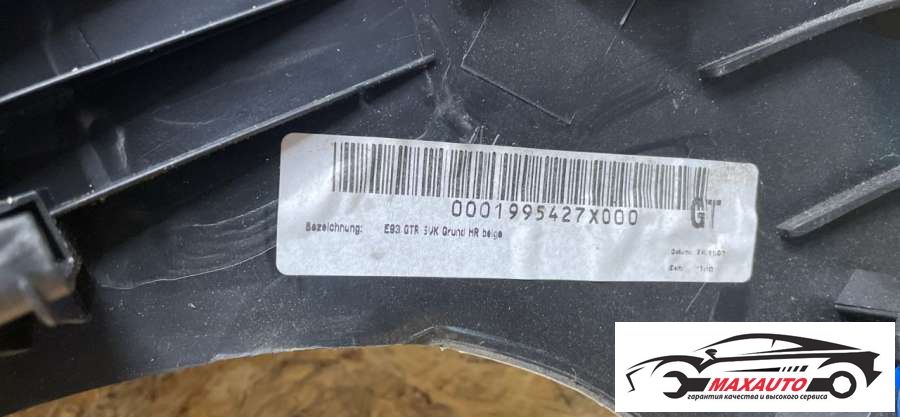 0001995427X000
GT
Bezeichnung: E93 GTR SVK Grund HR beige
MAXAUTO
гарантия качества и высокого сервиса